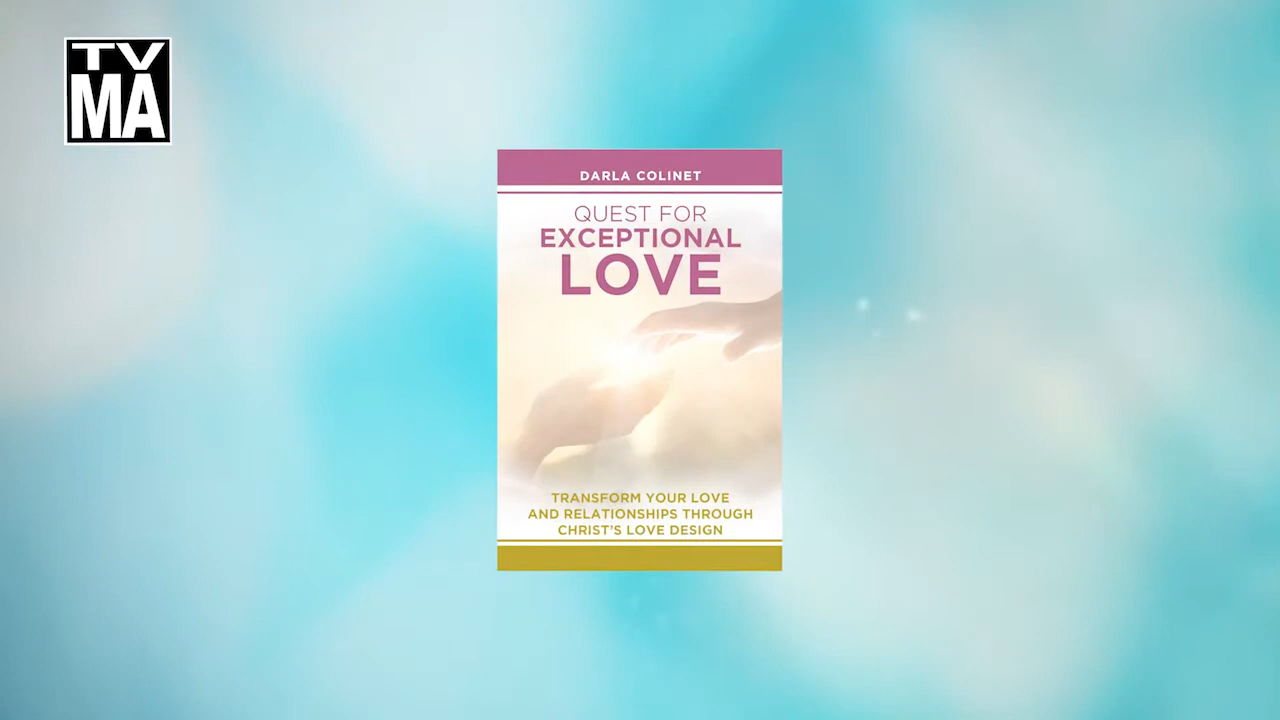 TV
MA
DARLA COLINET
QUEST FOR
EXCEPTIONAL
LOVE
TRANSFORM YOUR LOVE
AND RELATIONSHIPS THROUGH
CHRIST'S LOVE DESIGN